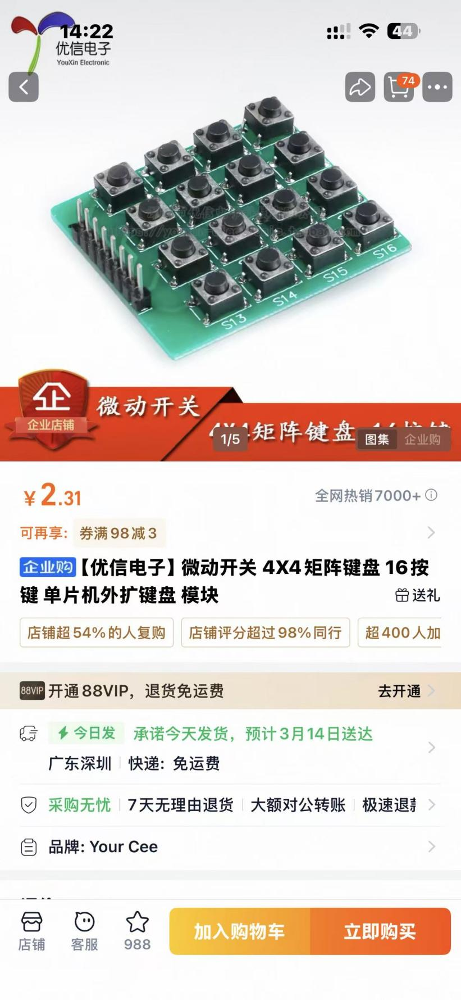 14:22
44
优信电子
YouXin Electronic
74
S16
S15
S14
S13
企
企业店铺
微动开关
4X4矩阵键盘
1/5
图集
企业购
¥2.31
全网热销7000+
可再享:
券满98减3
企业购【优信电子】微动开关 4X4矩阵键盘 16按
键 单片机外扩键盘 模块
送礼
店铺超54%的人复购
店铺评分超过98%同行
超400人加
88VIP 开通88VIP，退货免运费
去开通
今日发 承诺今天发货，预计3月14日送达
广东深圳 快递: 免运费
采购无忧 7天无理由退货 大额对公转账 极速退款
品牌: Your Cee
店铺
客服
988
加入购物车
立即购买